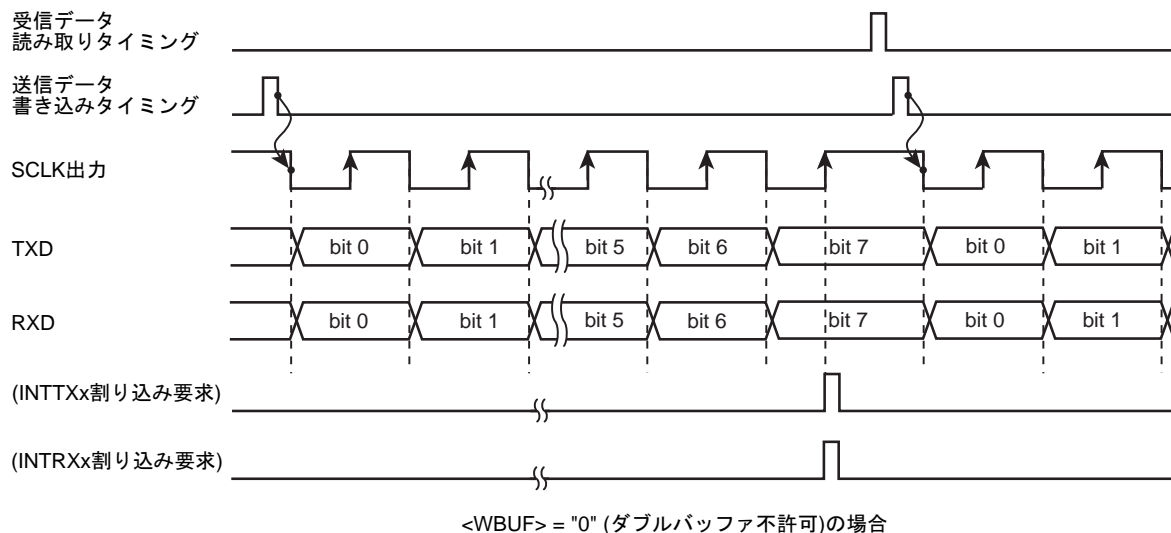 受信データ
読み取りタイミング
送信データ
書き込みタイミング
SCLK出力
TXD
bit 0 bit 1 bit 5 bit 6 bit 7 bit 0 bit 1
RXD
bit 0 bit 1 bit 5 bit 6 bit 7 bit 0 bit 1
(INTTXx割り込み要求)
(INTRXx割り込み要求)
<WBUF> = "0" (ダブルバッファ不許可)の場合